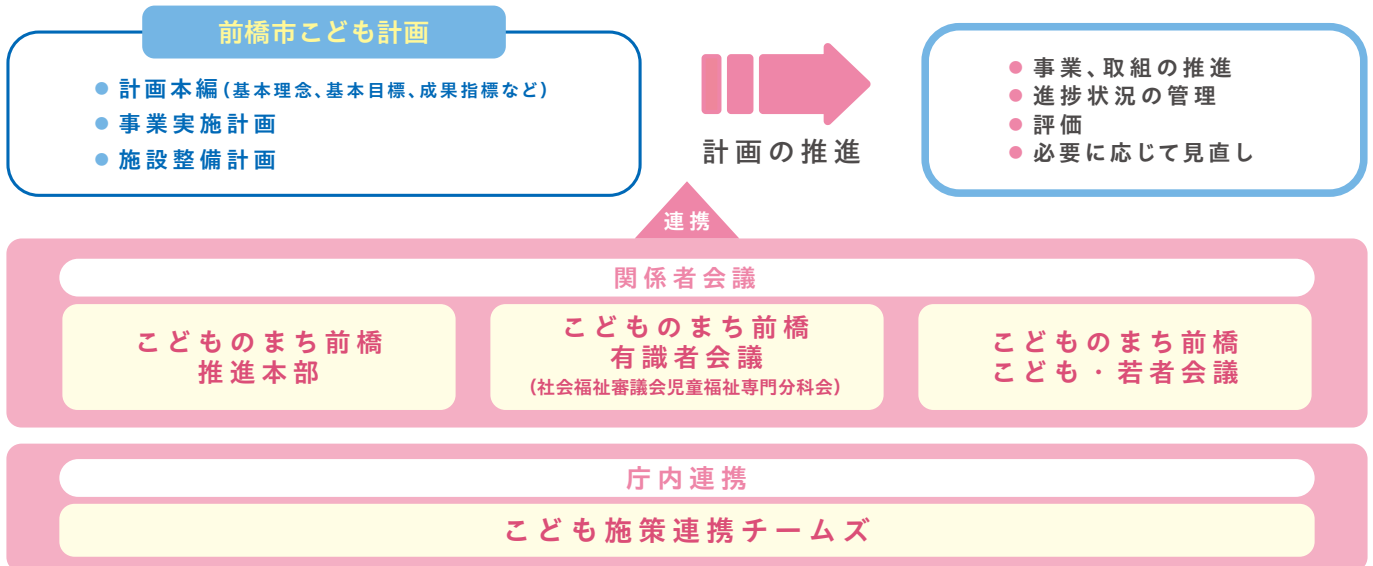 前橋市こども計画
● 計画本編(基本理念、基本目標、成果指標など)
● 事業実施計画
● 施設整備計画
計画の推進
● 事業、取組の推進
● 進捗状況の管理
● 評価
● 必要に応じて見直し
連携
関係者会議
こどものまち前橋
推進本部
こどものまち前橋
有識者会議
(社会福祉審議会児童福祉専門分科会)
こどものまち前橋
こども・若者会議
庁内連携
こども施策連携チームズ